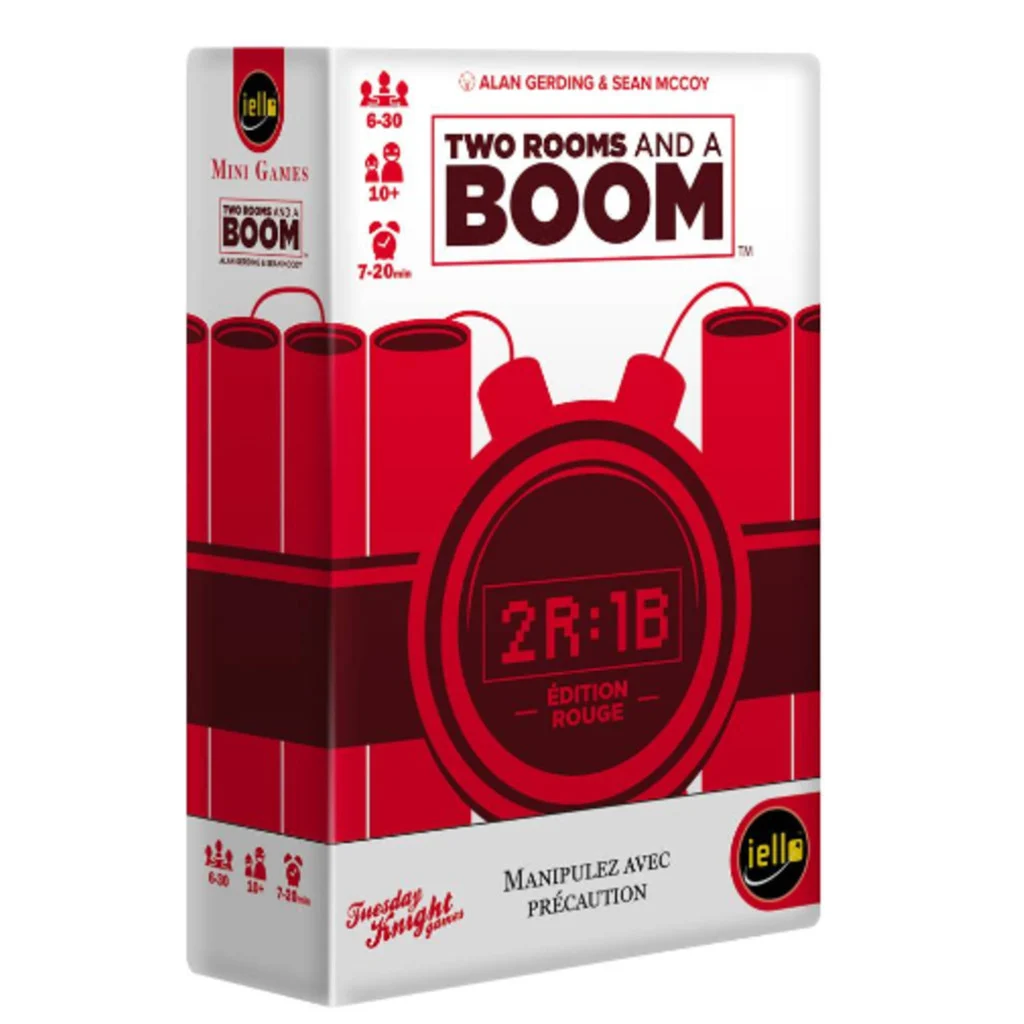 iello
MINI GAMES
TWO ROOMS AND A
BOOM
ALAN GERDING & SEAN MCCOY
6-30
10+
7-20min
ALAN GERDING & SEAN MCCOY
6-30
10+
7-20min
TWO ROOMS AND A
BOOM
TM
2R:1B
ÉDITION
ROUGE
MANIPULEZ AVEC
PRÉCAUTION
Tuesday
Knight
games
iello